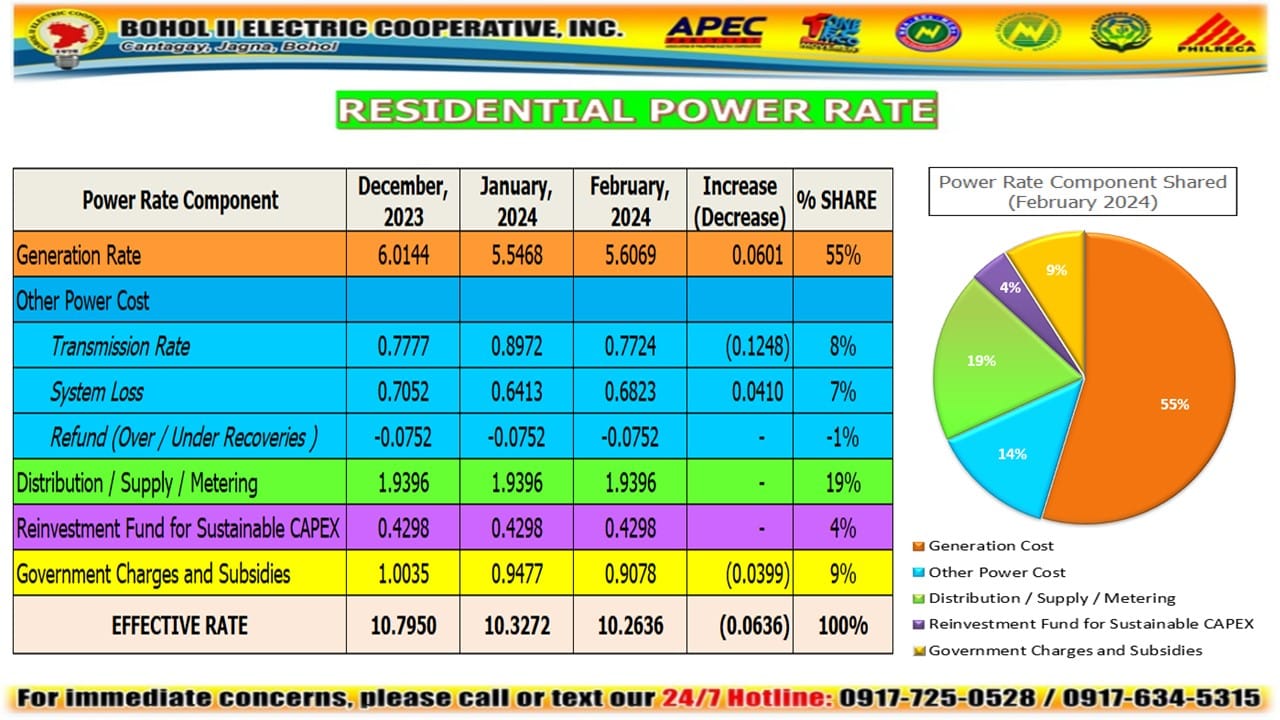 BOHOL II ELECTRIC COOPERATIVE, INC.
Cantagay, Jagna, Bohol
APEC
PHILRECA
RESIDENTIAL POWER RATE
Power Rate Component | December, 2023 | January, 2024 | February, 2024 | Increase (Decrease) | % SHARE
Generation Rate | 6.0144 | 5.5468 | 5.6069 | 0.0601 | 55%
Other Power Cost
Transmission Rate | 0.7777 | 0.8972 | 0.7724 | (0.1248) | 8%
System Loss | 0.7052 | 0.6413 | 0.6823 | 0.0410 | 7%
Refund (Over / Under Recoveries ) | -0.0752 | -0.0752 | -0.0752 | - | -1%
Distribution / Supply / Metering | 1.9396 | 1.9396 | 1.9396 | - | 19%
Reinvestment Fund for Sustainable CAPEX | 0.4298 | 0.4298 | 0.4298 | - | 4%
Government Charges and Subsidies | 1.0035 | 0.9477 | 0.9078 | (0.0399) | 9%
EFFECTIVE RATE | 10.7950 | 10.3272 | 10.2636 | (0.0636) | 100%
Power Rate Component Shared
(February 2024)
9%
4%
19%
55%
14%
Generation Cost
Other Power Cost
Distribution / Supply / Metering
Reinvestment Fund for Sustainable CAPEX
Government Charges and Subsidies
For immediate concerns, please call or text our 24/7 Hotline: 0917-725-0528 / 0917-634-5315